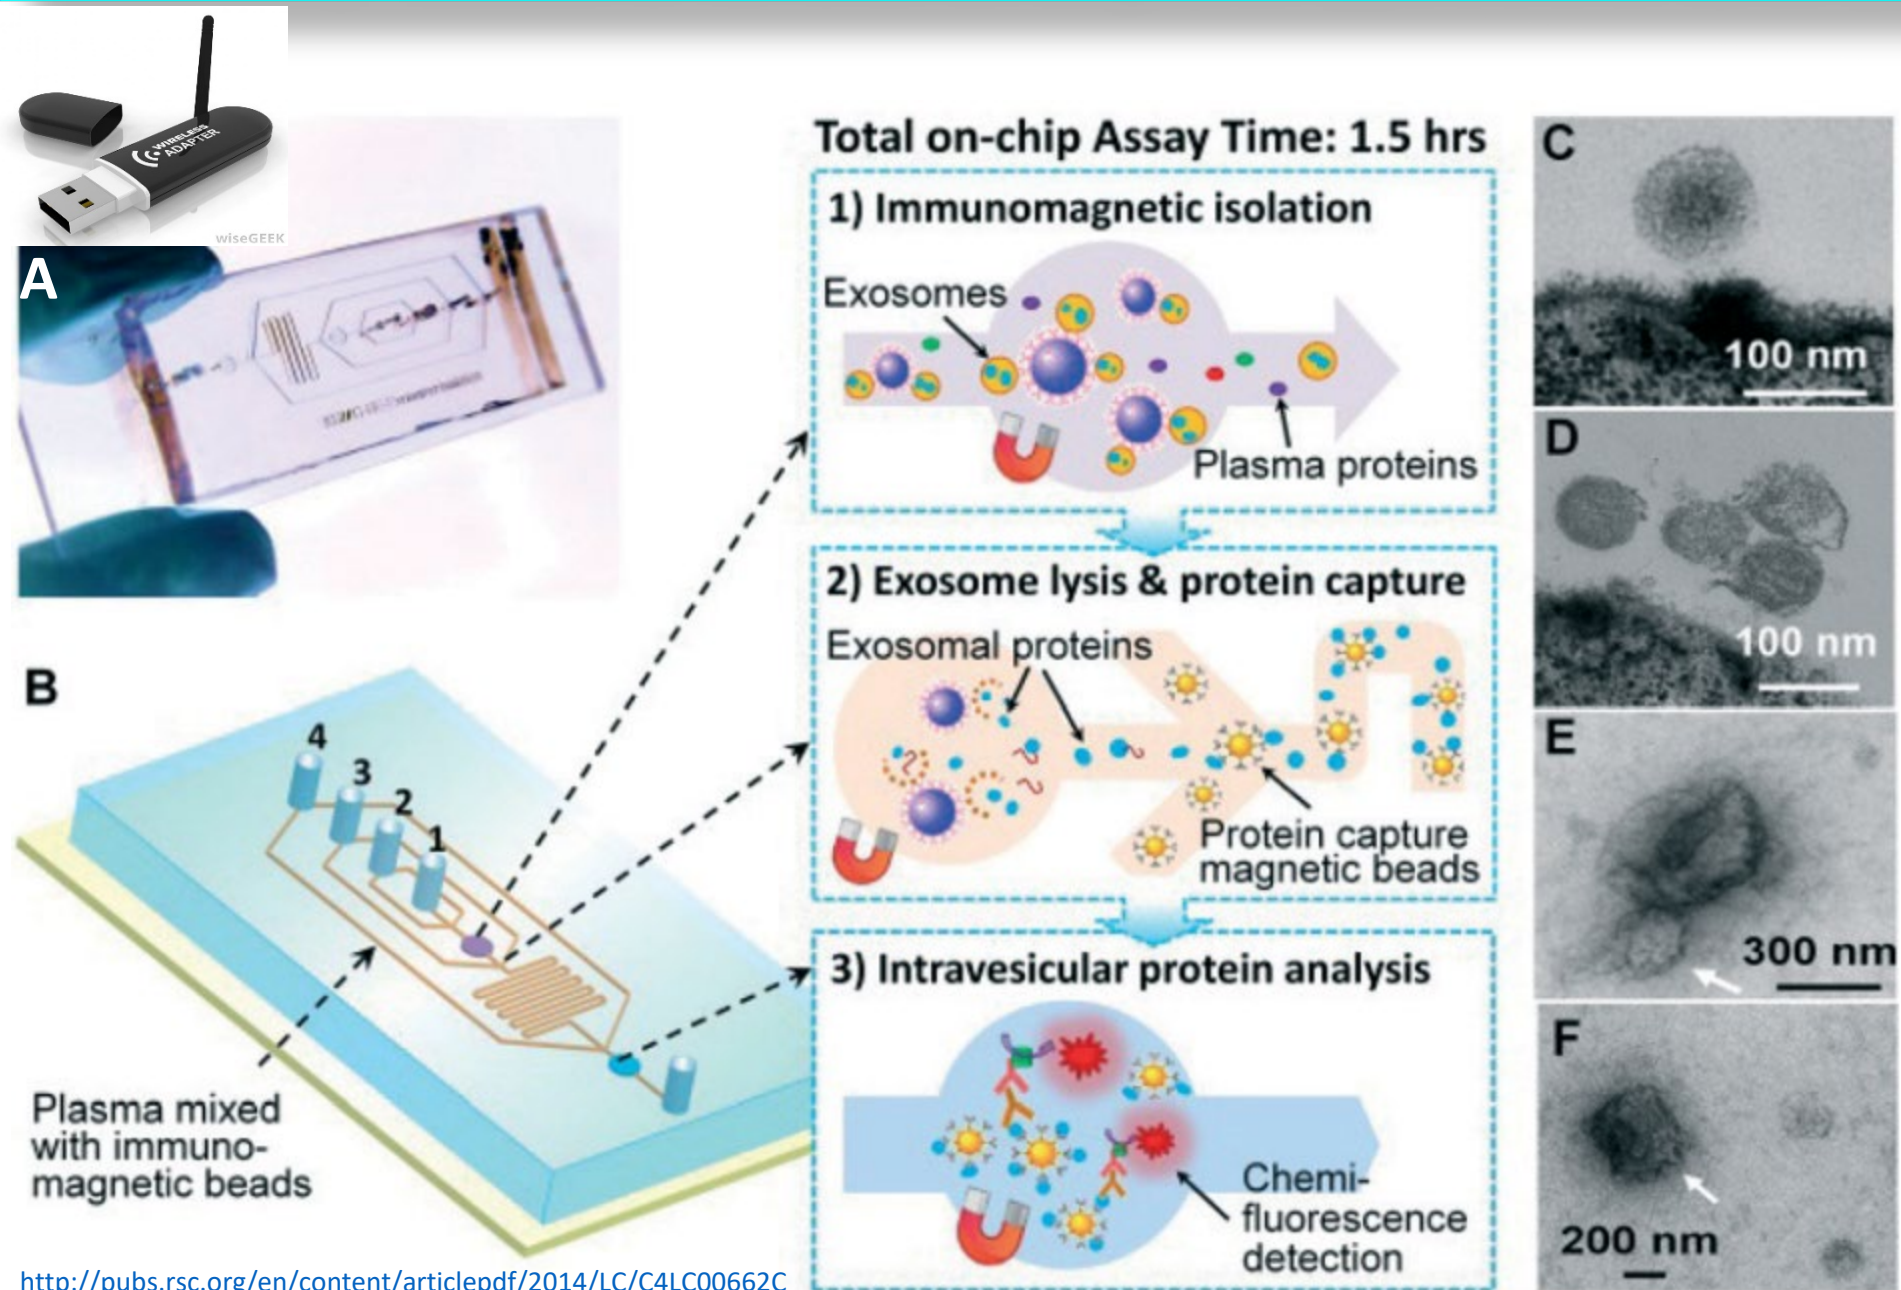 WIRELESS
ADAPTER
wiseGEEK
A
B
4
3
2
1
Plasma mixed
with immuno-
magnetic beads
http://pubs.rsc.org/en/content/articlepdf/2014/LC/C4LC00662C
Total on-chip Assay Time: 1.5 hrs
1) Immunomagnetic isolation
Exosomes
Plasma proteins
2) Exosome lysis & protein capture
Exosomal proteins
Protein capture
magnetic beads
3) Intravesicular protein analysis
Chemi-
fluorescence
detection
C
100 nm
D
100 nm
E
300 nm
F
200 nm